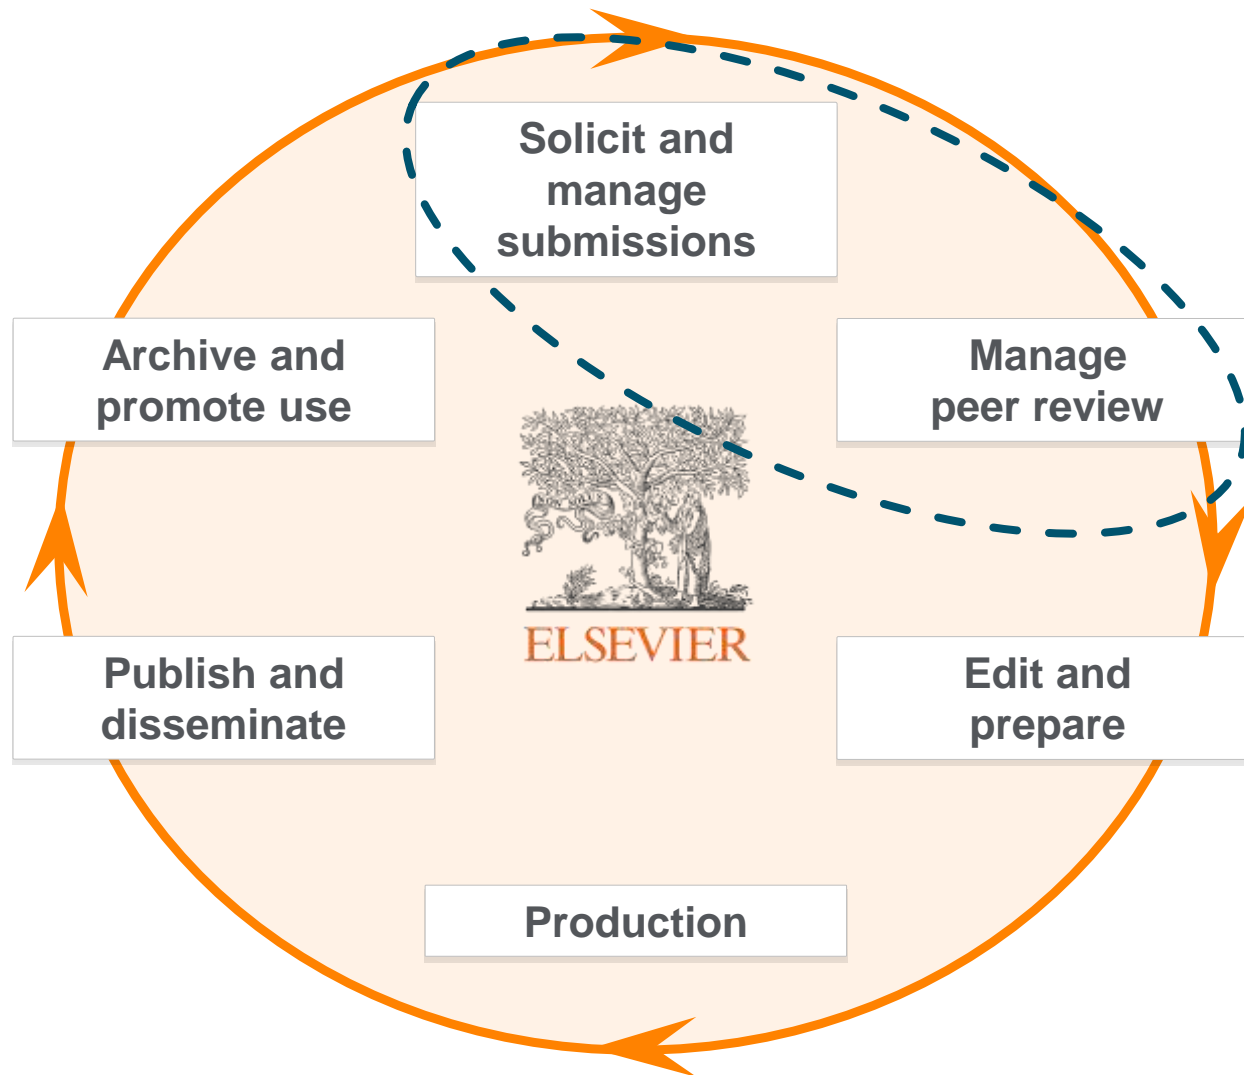 Solicit and
manage
submissions
Manage
peer review
Edit and
prepare
Production
Publish and
disseminate
Archive and
promote use
ELSEVIER